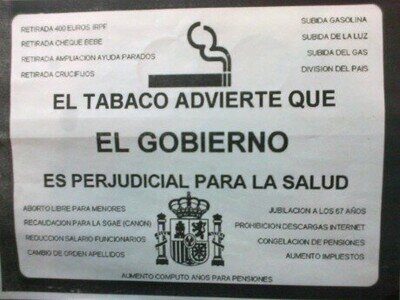 RETIRADA 400 EUROS IRPF
RETIRADA CHEQUE BEBE
RETIRADA AMPLIACION AYUDA PARADOS
RETIRADA CRUCIFIJOS
SUBIDA GASOLINA
SUBIDA DE LA LUZ
SUBIDA DEL GAS
DIVISION DEL PAIS
EL TABACO ADVIERTE QUE
EL GOBIERNO
ES PERJUDICIAL PARA LA SALUD
ABORTO LIBRE PARA MENORES
RECAUDACION PARA LA SGAE (CANON)
REDUCCION SALARIO FUNCIONARIOS
CAMBIO DE ORDEN APELLIDOS
JUBILACION A LOS 67 AÑOS
PROHIBICION DESCARGAS INTERNET
CONGELACION DE PENSIONES
AUMENTO IMPUESTOS
AUMENTO COMPUTO AÑOS PARA PENSIONES